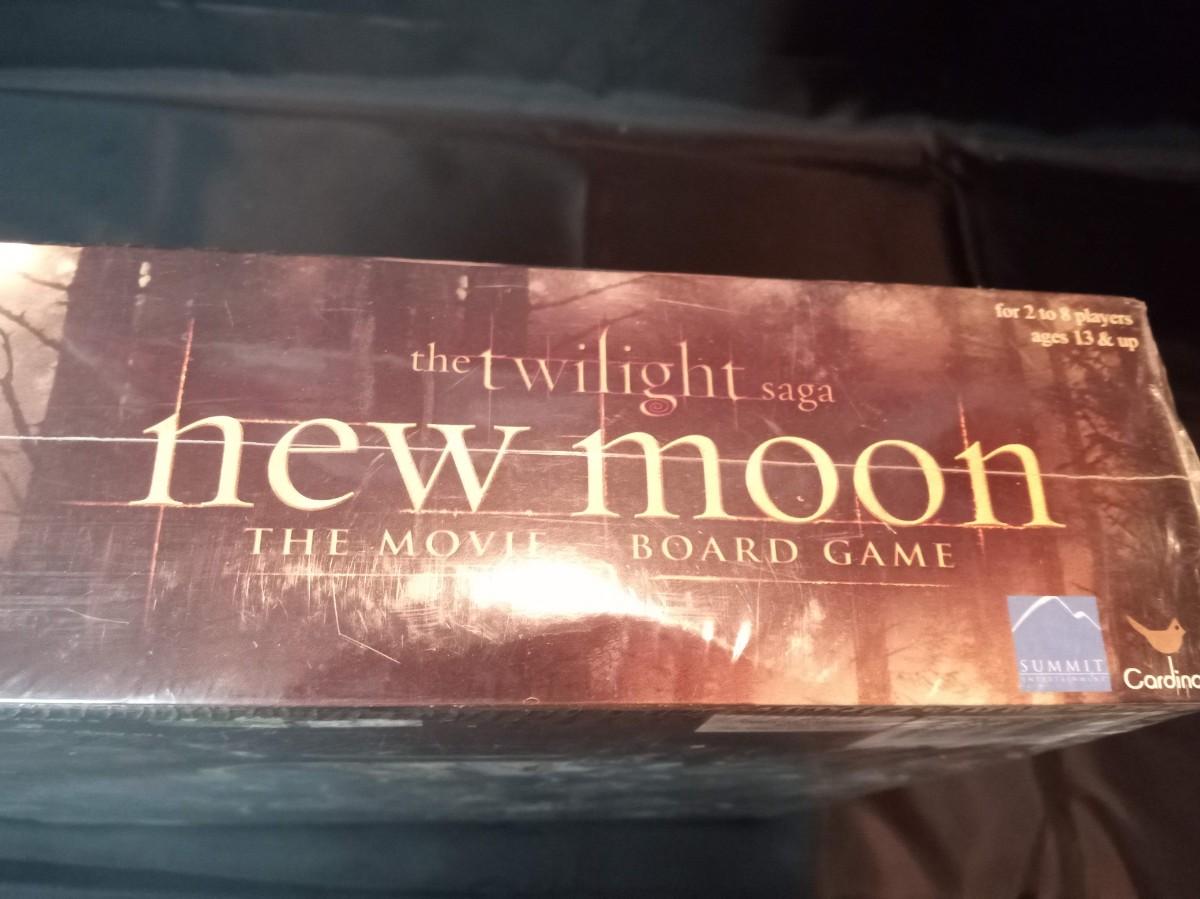 for 2 to 8 players
ages 13 & up
the twilight saga
new moon
THE MOVIE BOARD GAME
SUMMIT
ENTERTAINMENT
Cardina